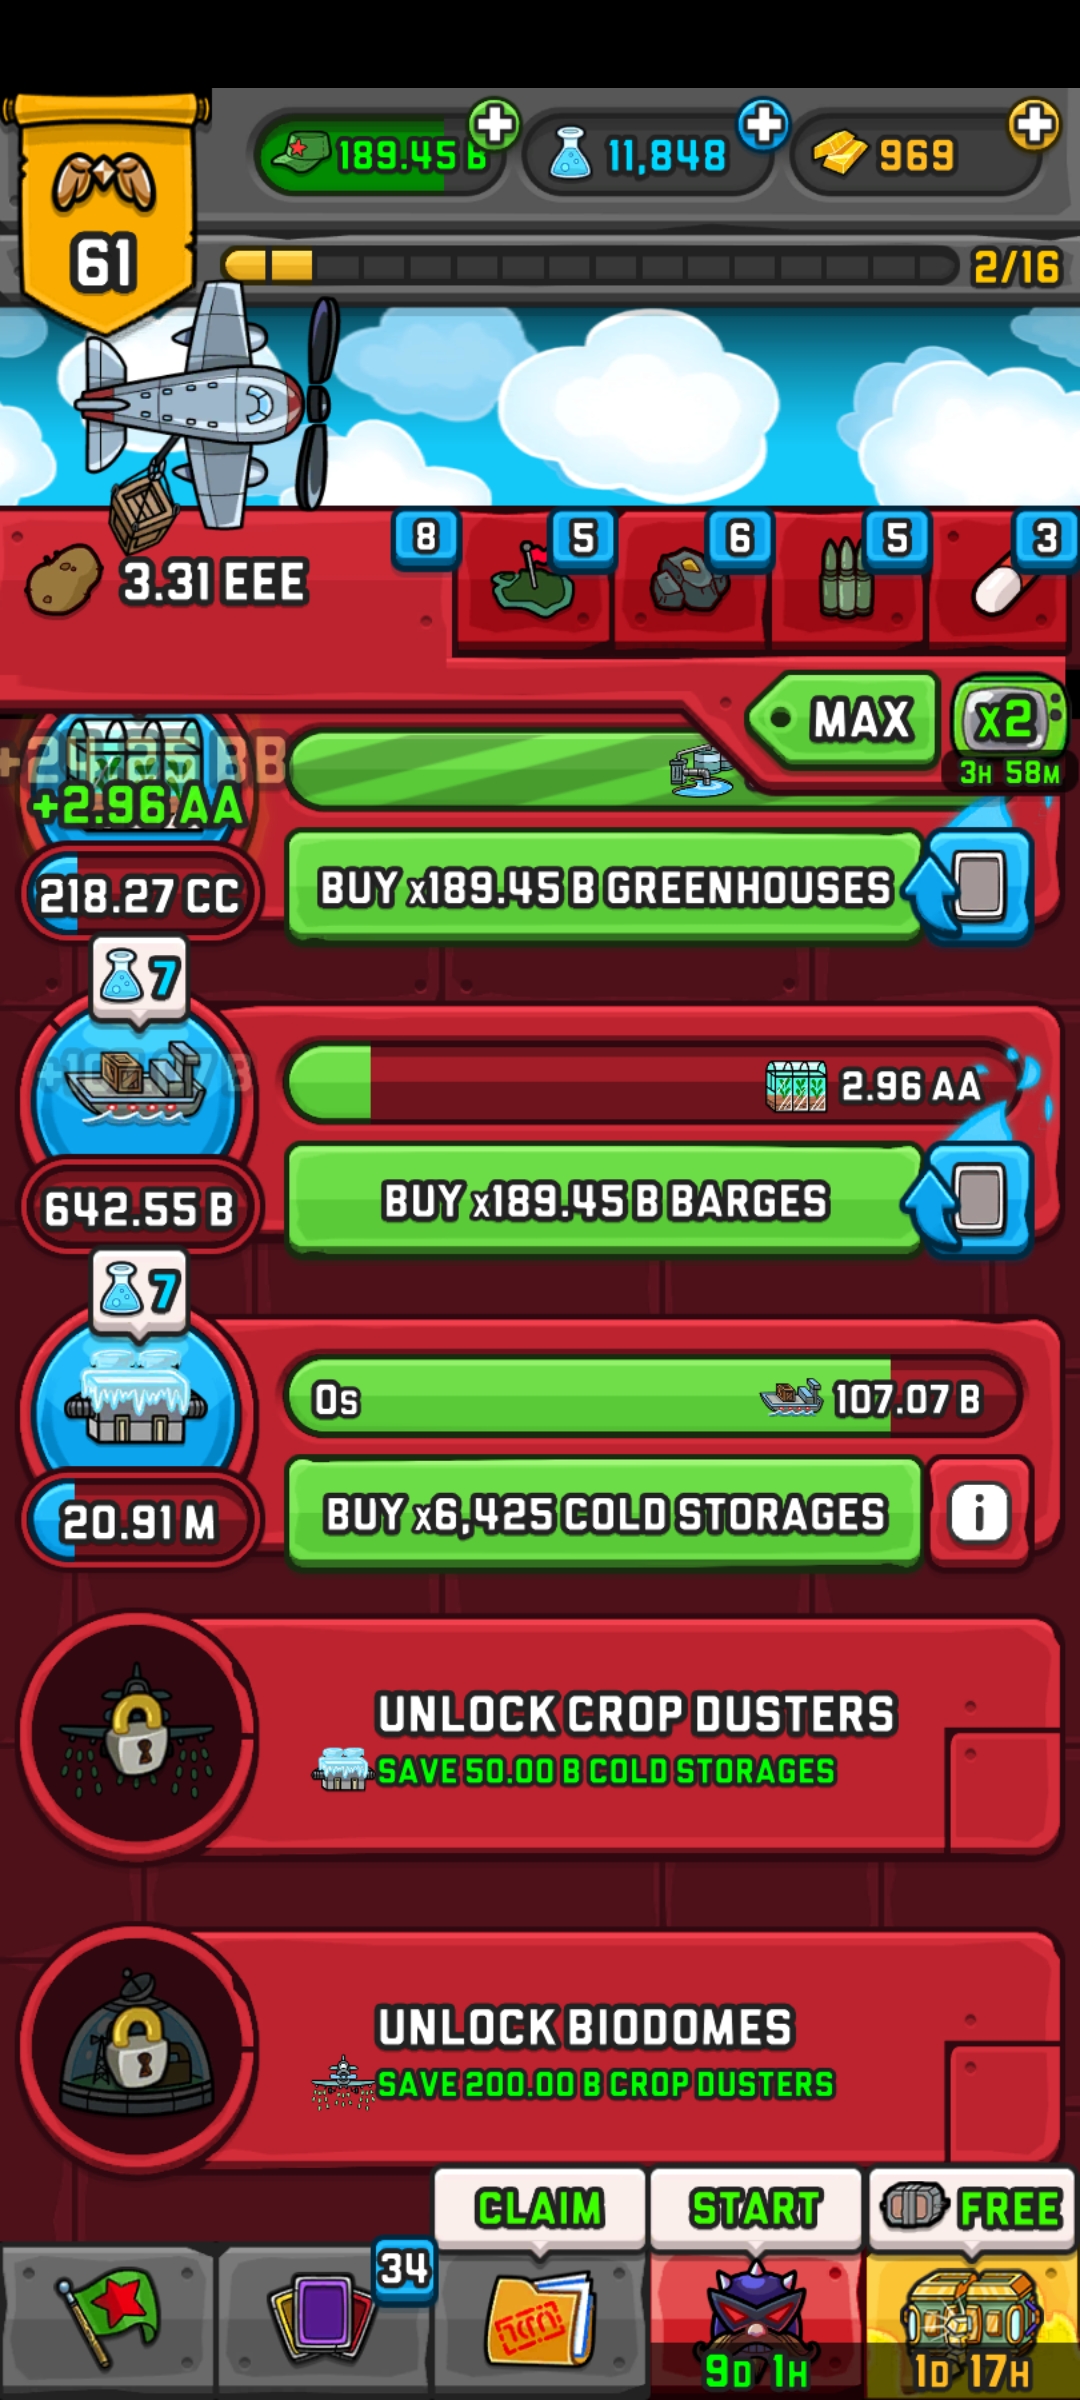 189.45 B
11,848
969
61
2/16
8
5
6
5
3
3.31 EEE
MAX
x2
3H 58M
+2.96 AA
218.27 CC
BUY x189.45 B GREENHOUSES
7
2.96 AA
642.55 B
BUY x189.45 B BARGES
7
0s
107.07 B
20.91 M
BUY x6,425 COLD STORAGES
i
UNLOCK CROP DUSTERS
SAVE 50.00 B COLD STORAGES
UNLOCK BIODOMES
SAVE 200.00 B CROP DUSTERS
CLAIM
START
FREE
34
9D 1H
1D 17H